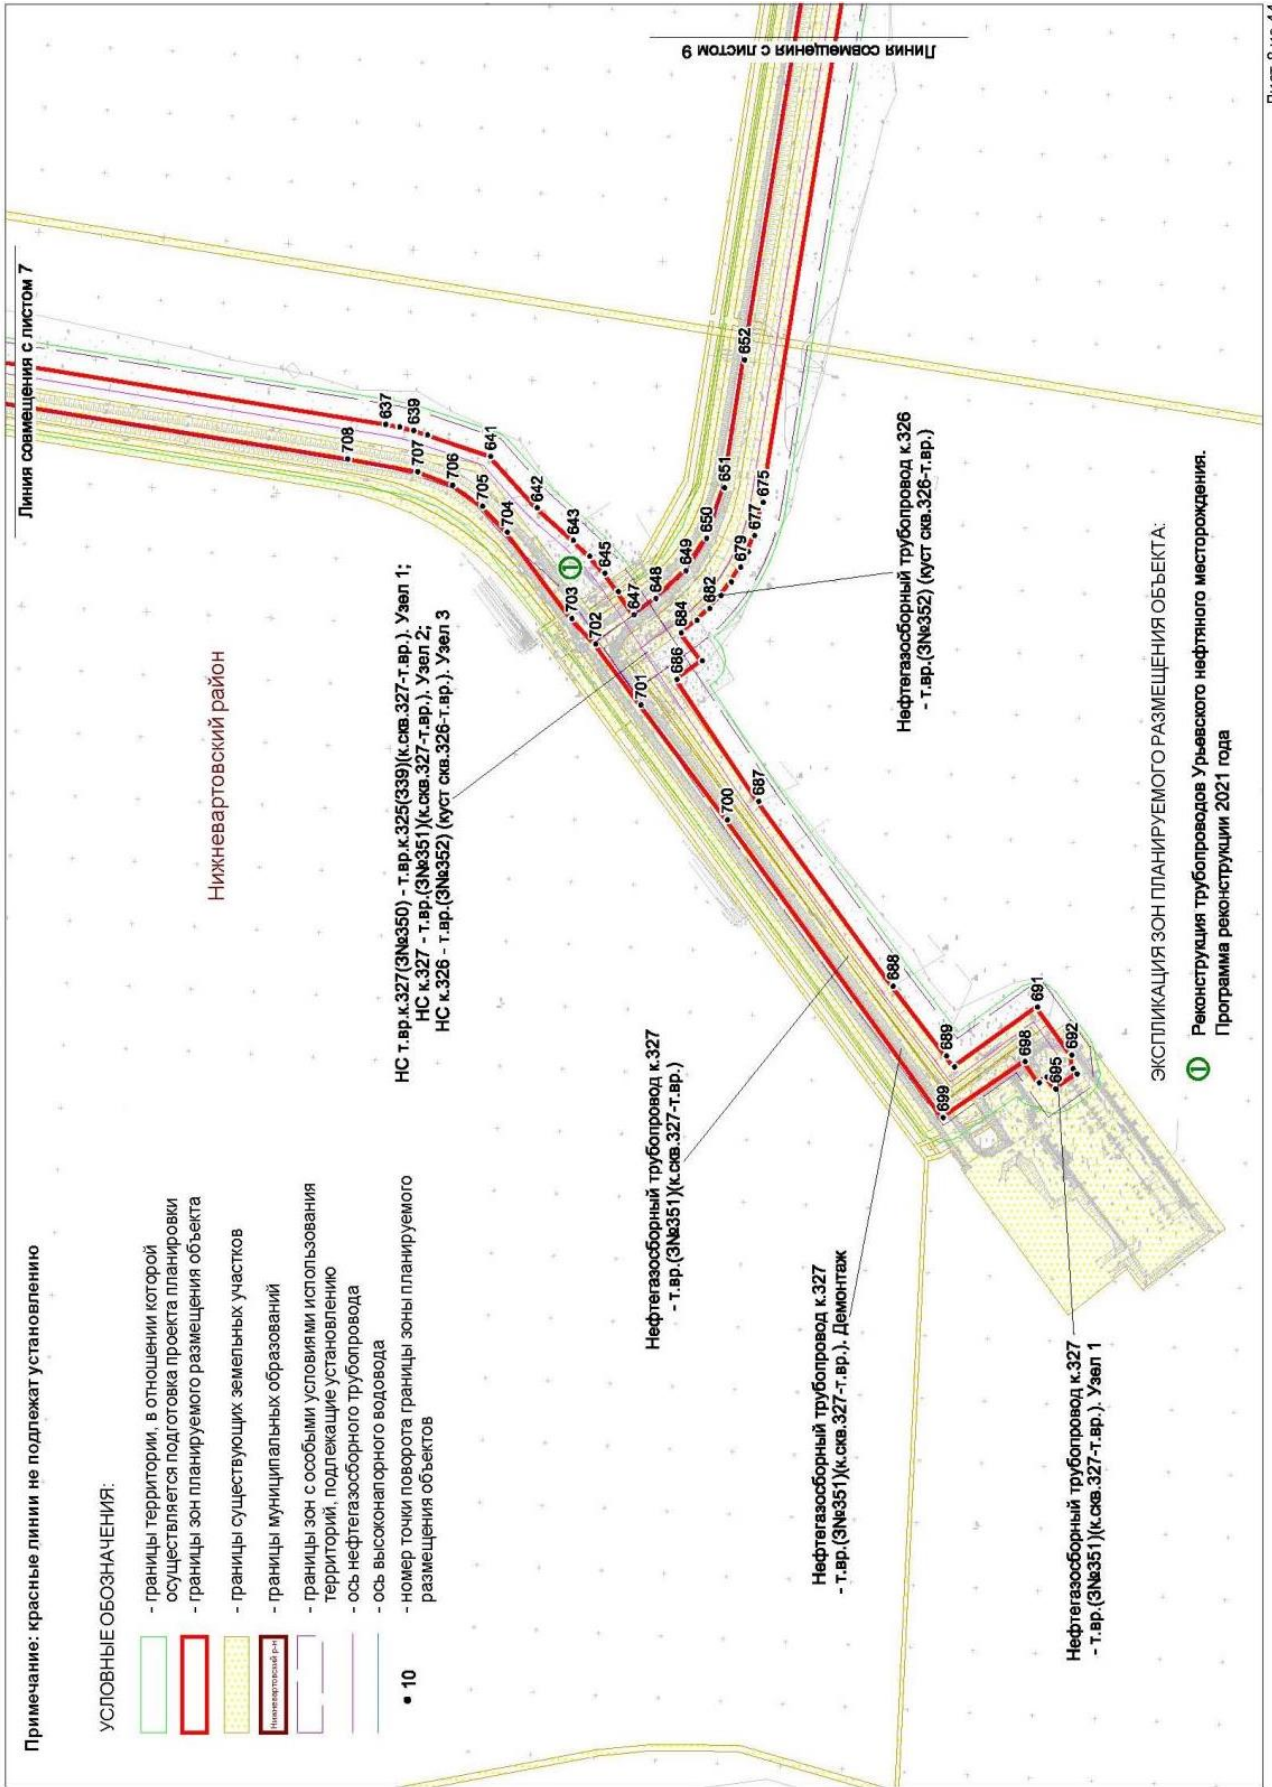 Примечание: красные линии не подлежат установлению
УСЛОВНЫЕ ОБОЗНАЧЕНИЯ:
- границы территории, в отношении которой
осуществляется подготовка проекта планировки
- границы зон планируемого размещения объекта
- границы существующих земельных участков
Нижневартовский р-н
- границы муниципальных образований
- границы зон с особыми условиями использования
территорий, подлежащие установлению
- ось нефтегазосборного трубопровода
- ось высоконапорного водовода
10
- номер точки поворота границы зоны планируемого
размещения объектов
Нижневартовский район
Линия совмещения с листом 7
Линия совмещения с листом 9
НС т.вр.к.327(З№350) - т.вр.к.325(339)(к.скв.327-т.вр.). Узел 1;
НС к.327 - т.вр.(З№351)(к.скв.327-т.вр.). Узел 2;
НС к.326 - т.вр.(З№352) (куст скв.326-т.вр.). Узел 3
Нефтегазосборный трубопровод к.327
- т.вр.(З№351)(к.скв.327-т.вр.)
Нефтегазосборный трубопровод к.327
- т.вр.(З№351)(к.скв.327-т.вр.). Демонтаж
Нефтегазосборный трубопровод к.327
- т.вр.(З№351)(к.скв.327-т.вр.). Узел 1
Нефтегазосборный трубопровод к.326
- т.вр.(З№352) (куст скв.326-т.вр.)
708
707
706
705
704
703
702
701
700
699
698
695
692
691
689
688
687
686
684
682
679
677
675
652
651
650
649
648
647
645
643
642
641
639
637
1
ЭКСПЛИКАЦИЯ ЗОН ПЛАНИРУЕМОГО РАЗМЕЩЕНИЯ ОБЪЕКТА:
1 Реконструкция трубопроводов Урьевского нефтяного месторождения.
Программа реконструкции 2021 года